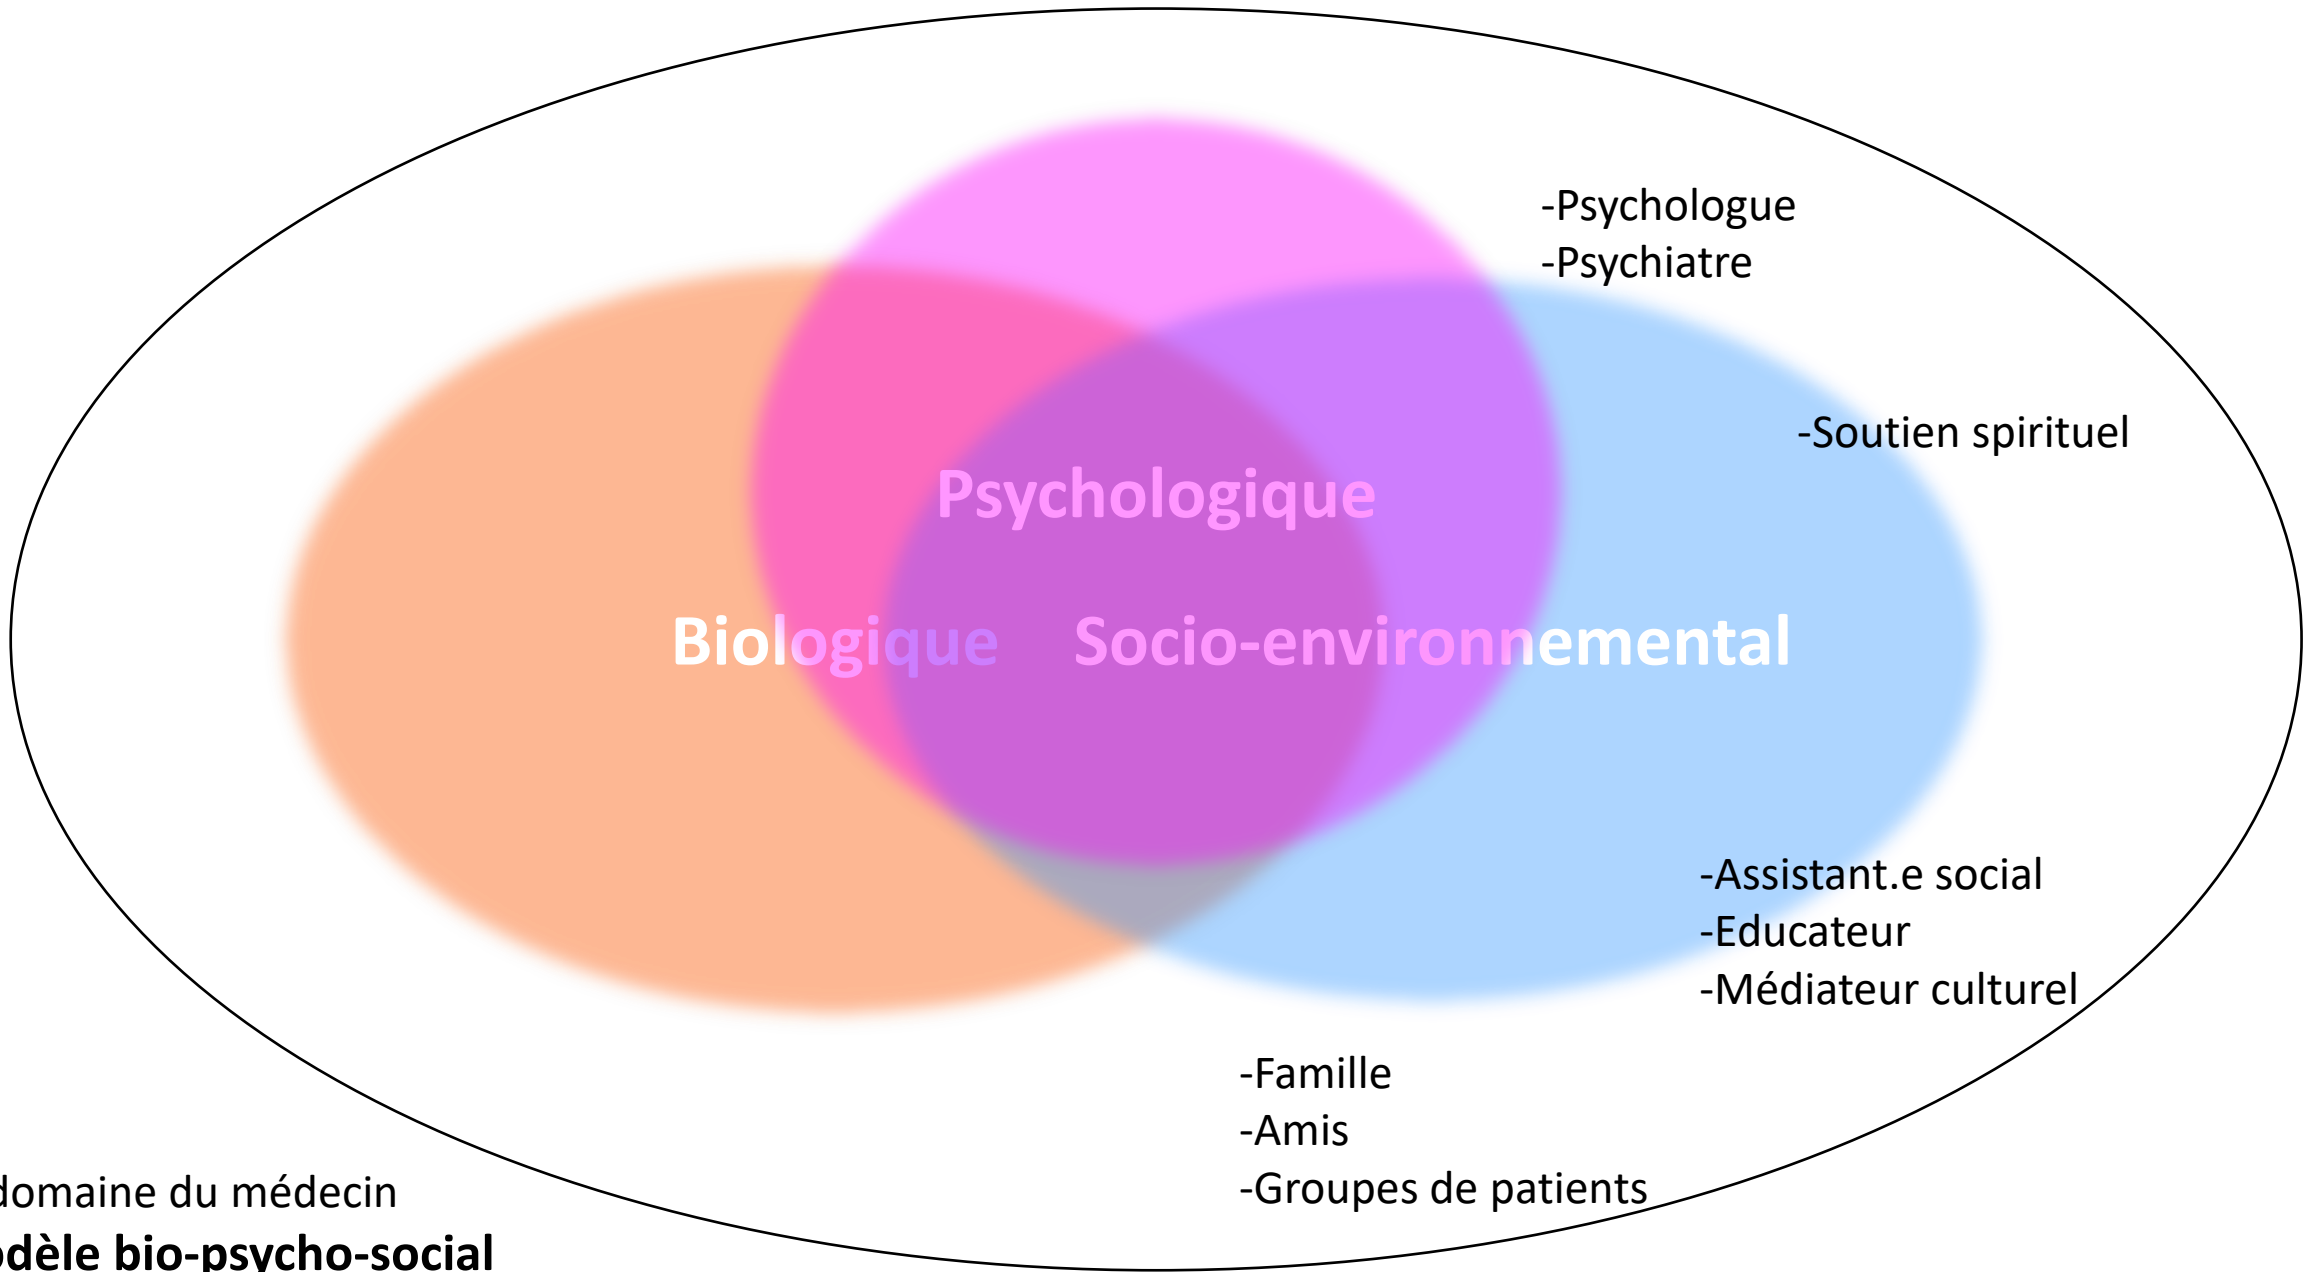 -Psychologue
-Psychiatre
-Soutien spirituel
Psychologique
Biologique
Socio-environnemental
-Assistant.e social
-Educateur
-Médiateur culturel
-Famille
-Amis
-Groupes de patients
domaine du médecin
bio-psycho-social